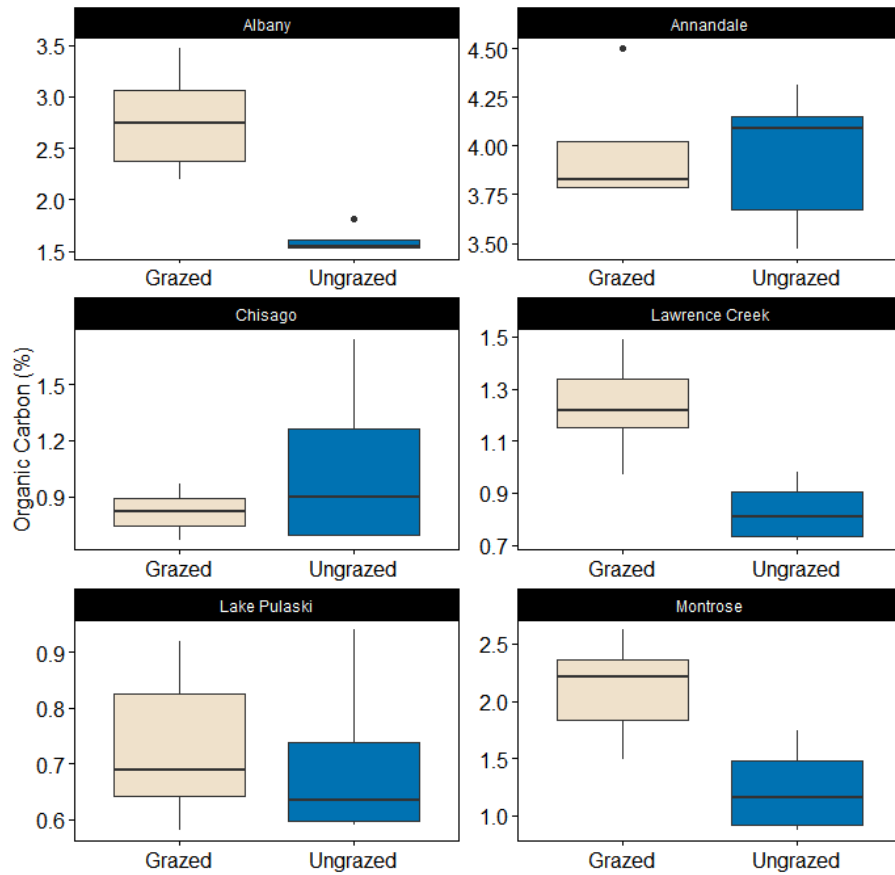 Organic Carbon (%)
Albany
3.5
3.0
2.5
2.0
1.5
Grazed Ungrazed
Annandale
4.50
4.25
4.00
3.75
3.50
Grazed Ungrazed
Chisago
1.5
1.2
0.9
Grazed Ungrazed
Lawrence Creek
1.5
1.3
1.1
0.9
0.7
Grazed Ungrazed
Lake Pulaski
0.9
0.8
0.7
0.6
Grazed Ungrazed
Montrose
2.5
2.0
1.5
1.0
Grazed Ungrazed